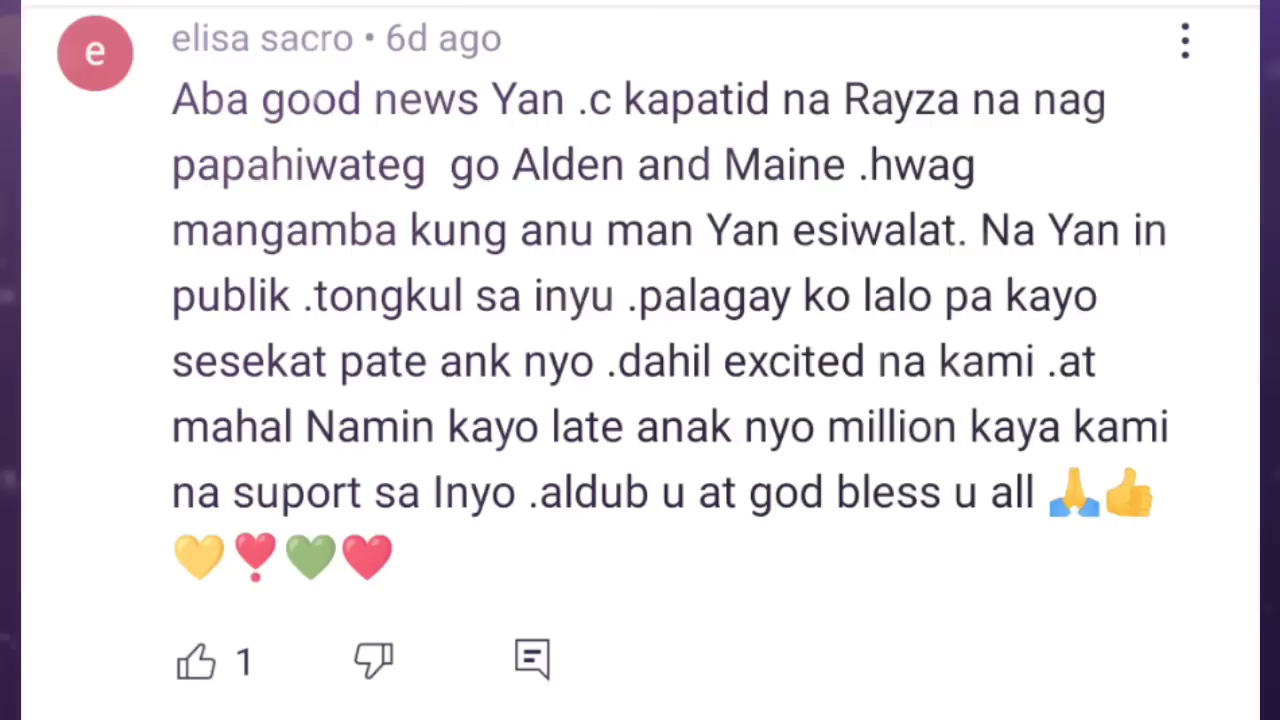 e
elisa sacro • 6d ago
Aba good news Yan .c kapatid na Rayza na nag
papahiwateg  go Alden and Maine .hwag
mangamba kung anu man Yan esiwalat. Na Yan in
publik .tongkul sa inyu .palagay ko lalo pa kayo
sesekat pate ank nyo .dahil excited na kami .at
mahal Namin kayo late anak nyo million kaya kami
na suport sa Inyo .aldub u at god bless u all 🙏👍
💛❣️💚❤️
1